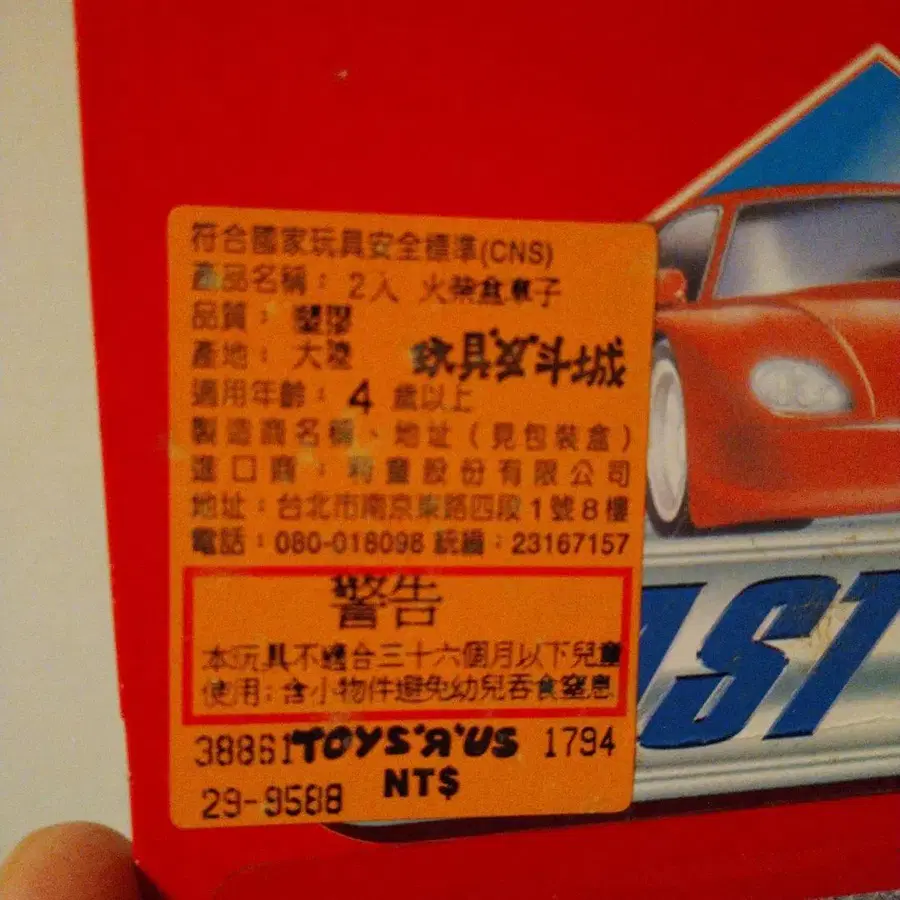 符合國家玩具安全標準(CNS)
產品名稱：2入 火柴盒車子
品質：塑膠
產地：大陸
玩具反斗城
適用年齡：4 歲以上
製造商名稱、地址(見包裝盒)
進口商：特童股份有限公司
地址：台北市南京東路四段1號8樓
電話：080-018098 統編：23167157
警告
本玩具不適合三十六個月以下兒童
使用：含小物件避免幼兒吞食窒息
38861 TOYS"R"US 1794
29-9588 NT$
AST